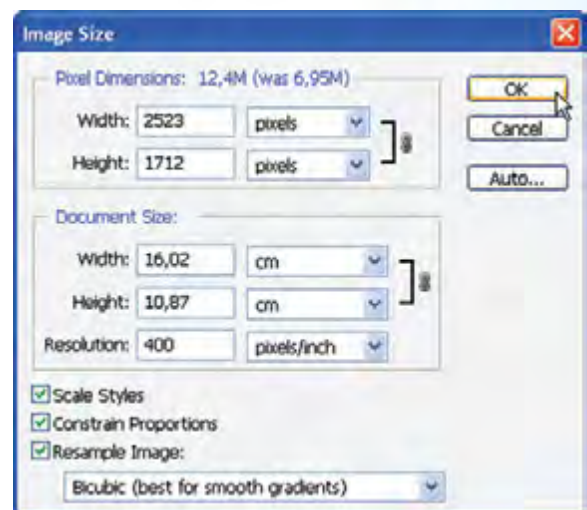 Image Size
Pixel Dimensions: 12,4M (was 6,95M)
Width: 2523 pixels
Height: 1712 pixels
OK
Cancel
Auto...
Document Size:
Width: 16,02 cm
Height: 10,87 cm
Resolution: 400 pixels/inch
Scale Styles
Constrain Proportions
Resample Image:
Bicubic (best for smooth gradients)